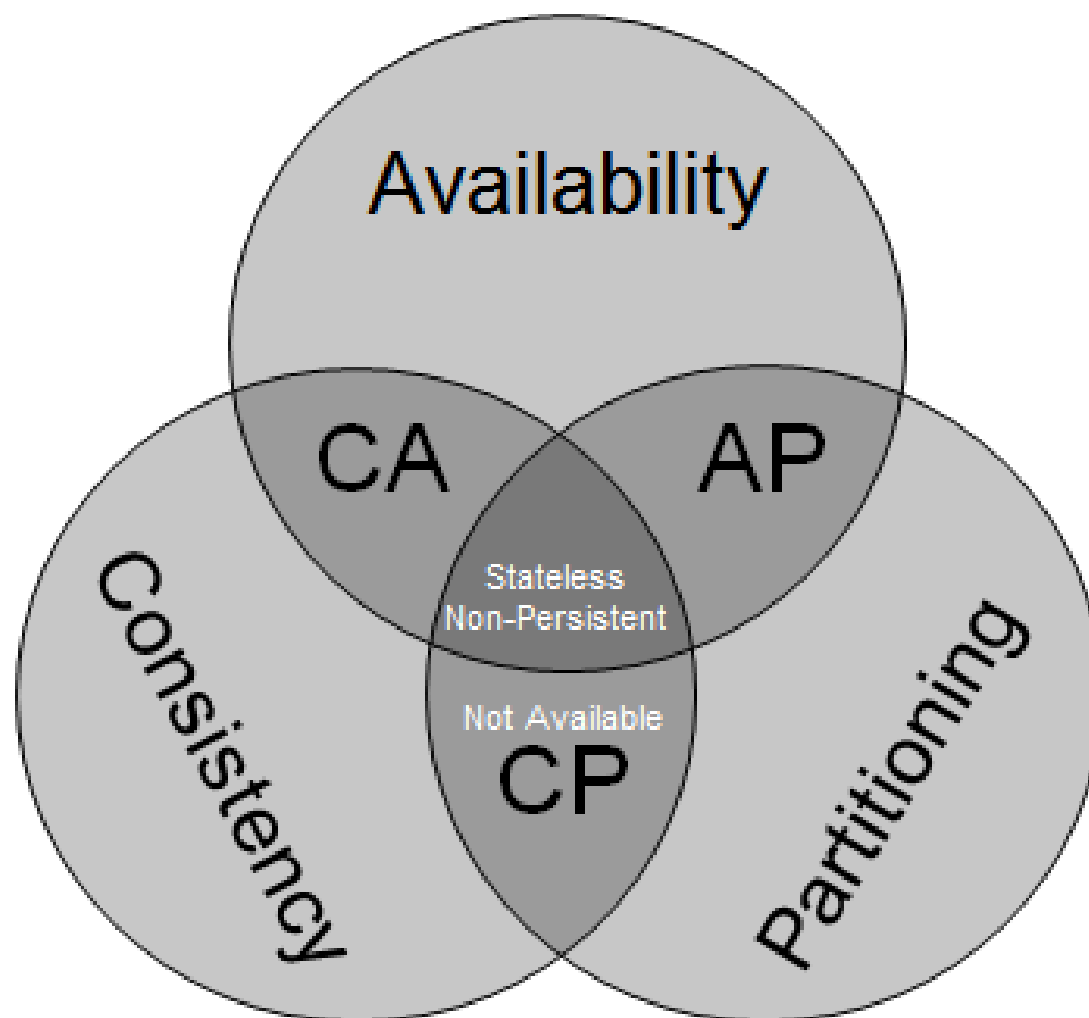 Availability
CA
AP
Consistency
Stateless
Non-Persistent
Partitioning
Not Available
CP